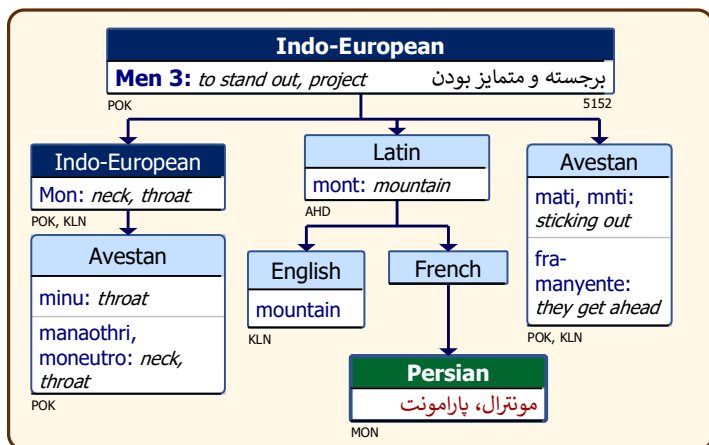 Indo-European
Men 3: to stand out, project برجسته و متمایز بودن
POK 5152
Indo-European
Mon: neck, throat
POK, KLN
Avestan
minu: throat
manaothri,
moneutro: neck,
throat
POK
Latin
mont: mountain
AHD
English
mountain
KLN
French
Persian
مونترال، پارامونت
MON
Avestan
mati, mnti:
sticking out
fra-
manyente:
they get ahead
POK, KLN